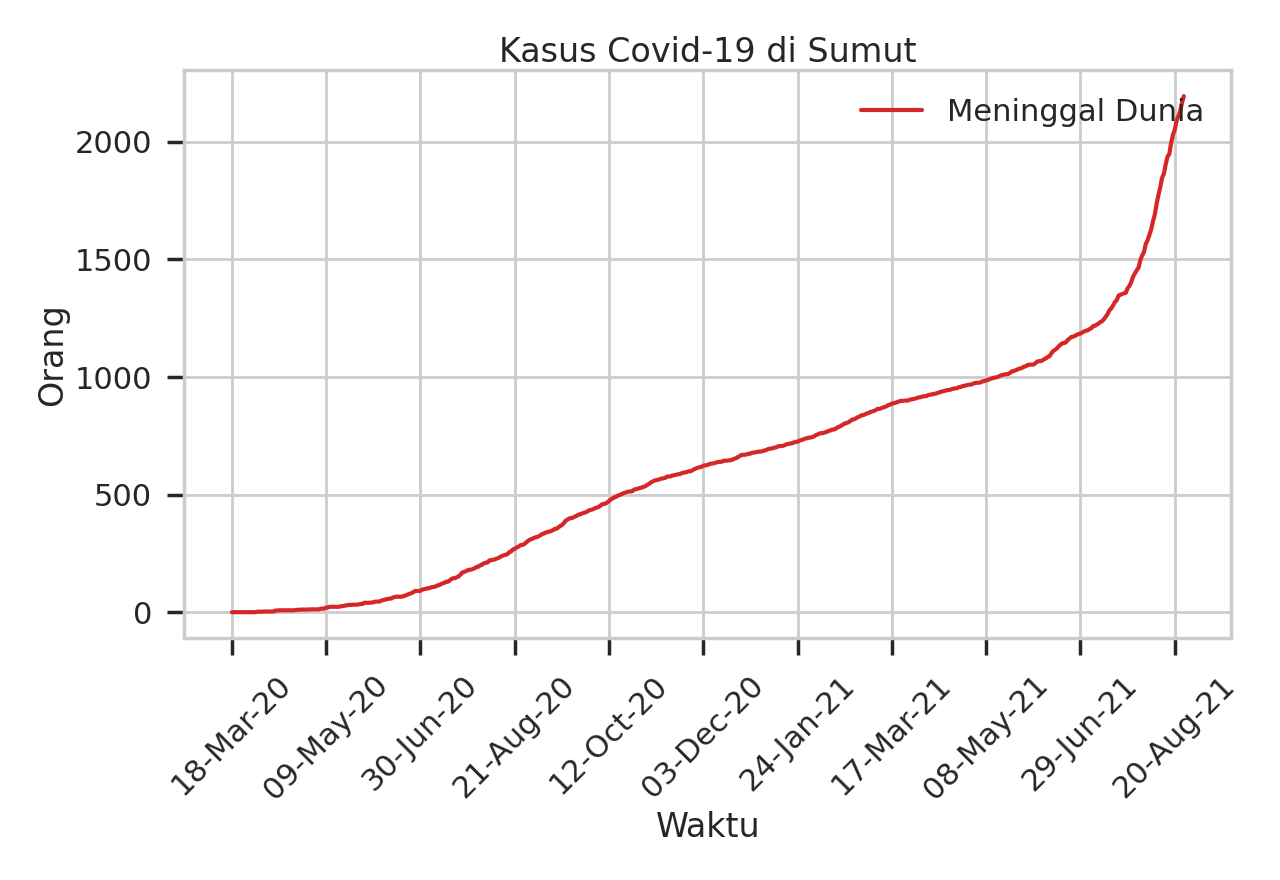 Kasus Covid-19 di Sumut
Meninggal Dunia
2000
1500
1000
500
0
Orang
18-Mar-20
09-May-20
30-Jun-20
21-Aug-20
12-Oct-20
03-Dec-20
24-Jan-21
17-Mar-21
08-May-21
29-Jun-21
20-Aug-21
Waktu